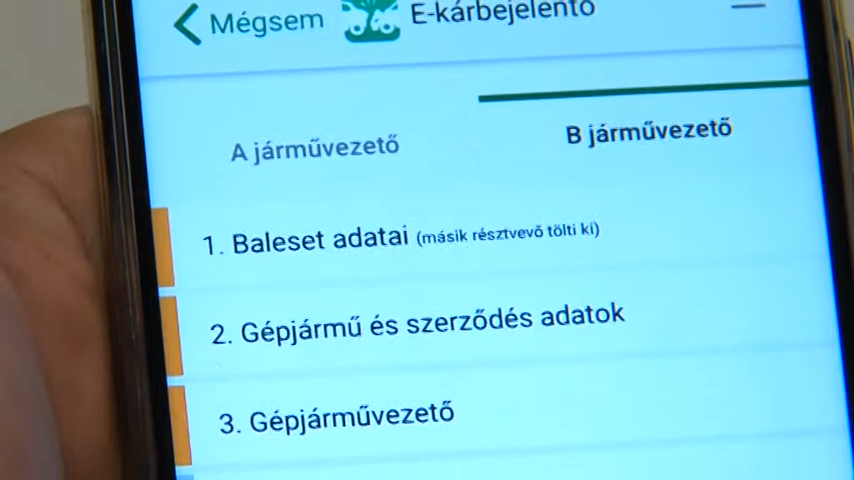 Mégsem
E-kárbejelentő
A járművezető
B járművezető
1. Baleset adatai (másik résztvevő tölti ki)
2. Gépjármű és szerződés adatok
3. Gépjárművezető